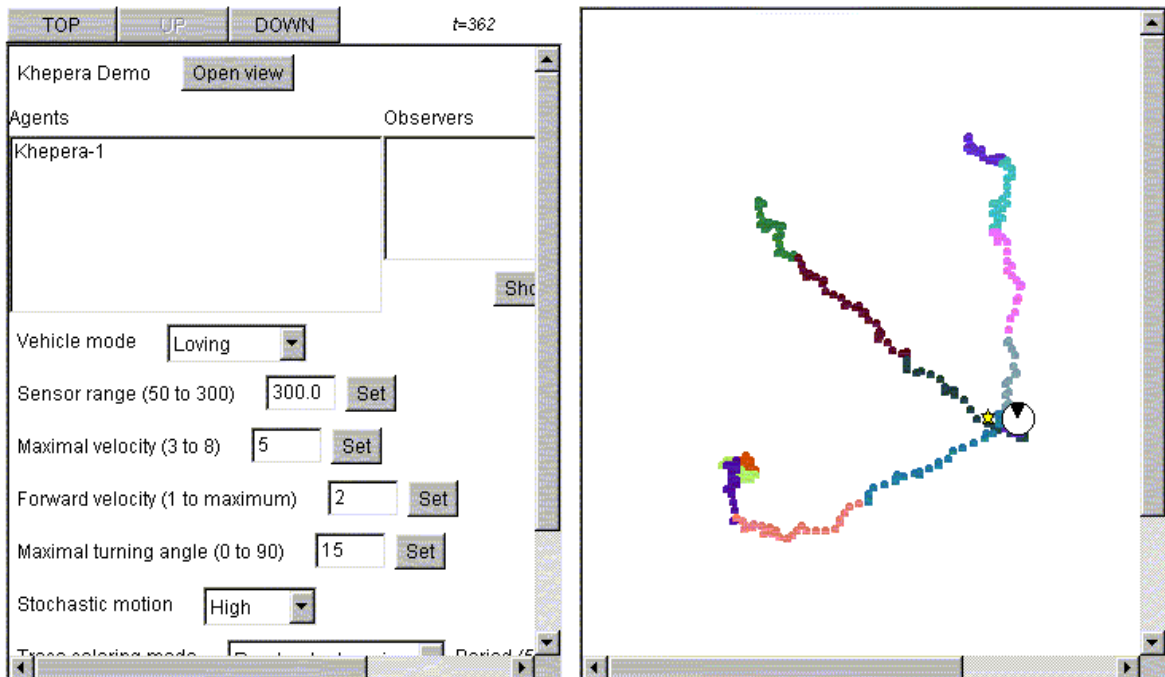 TOP UP DOWN t=362
Khepera Demo Open view
Agents Observers
Khepera-1
Sho
Vehicle mode Loving
Sensor range (50 to 300) 300.0 Set
Maximal velocity (3 to 8) 5 Set
Forward velocity (1 to maximum) 2 Set
Maximal turning angle (0 to 90) 15 Set
Stochastic motion High